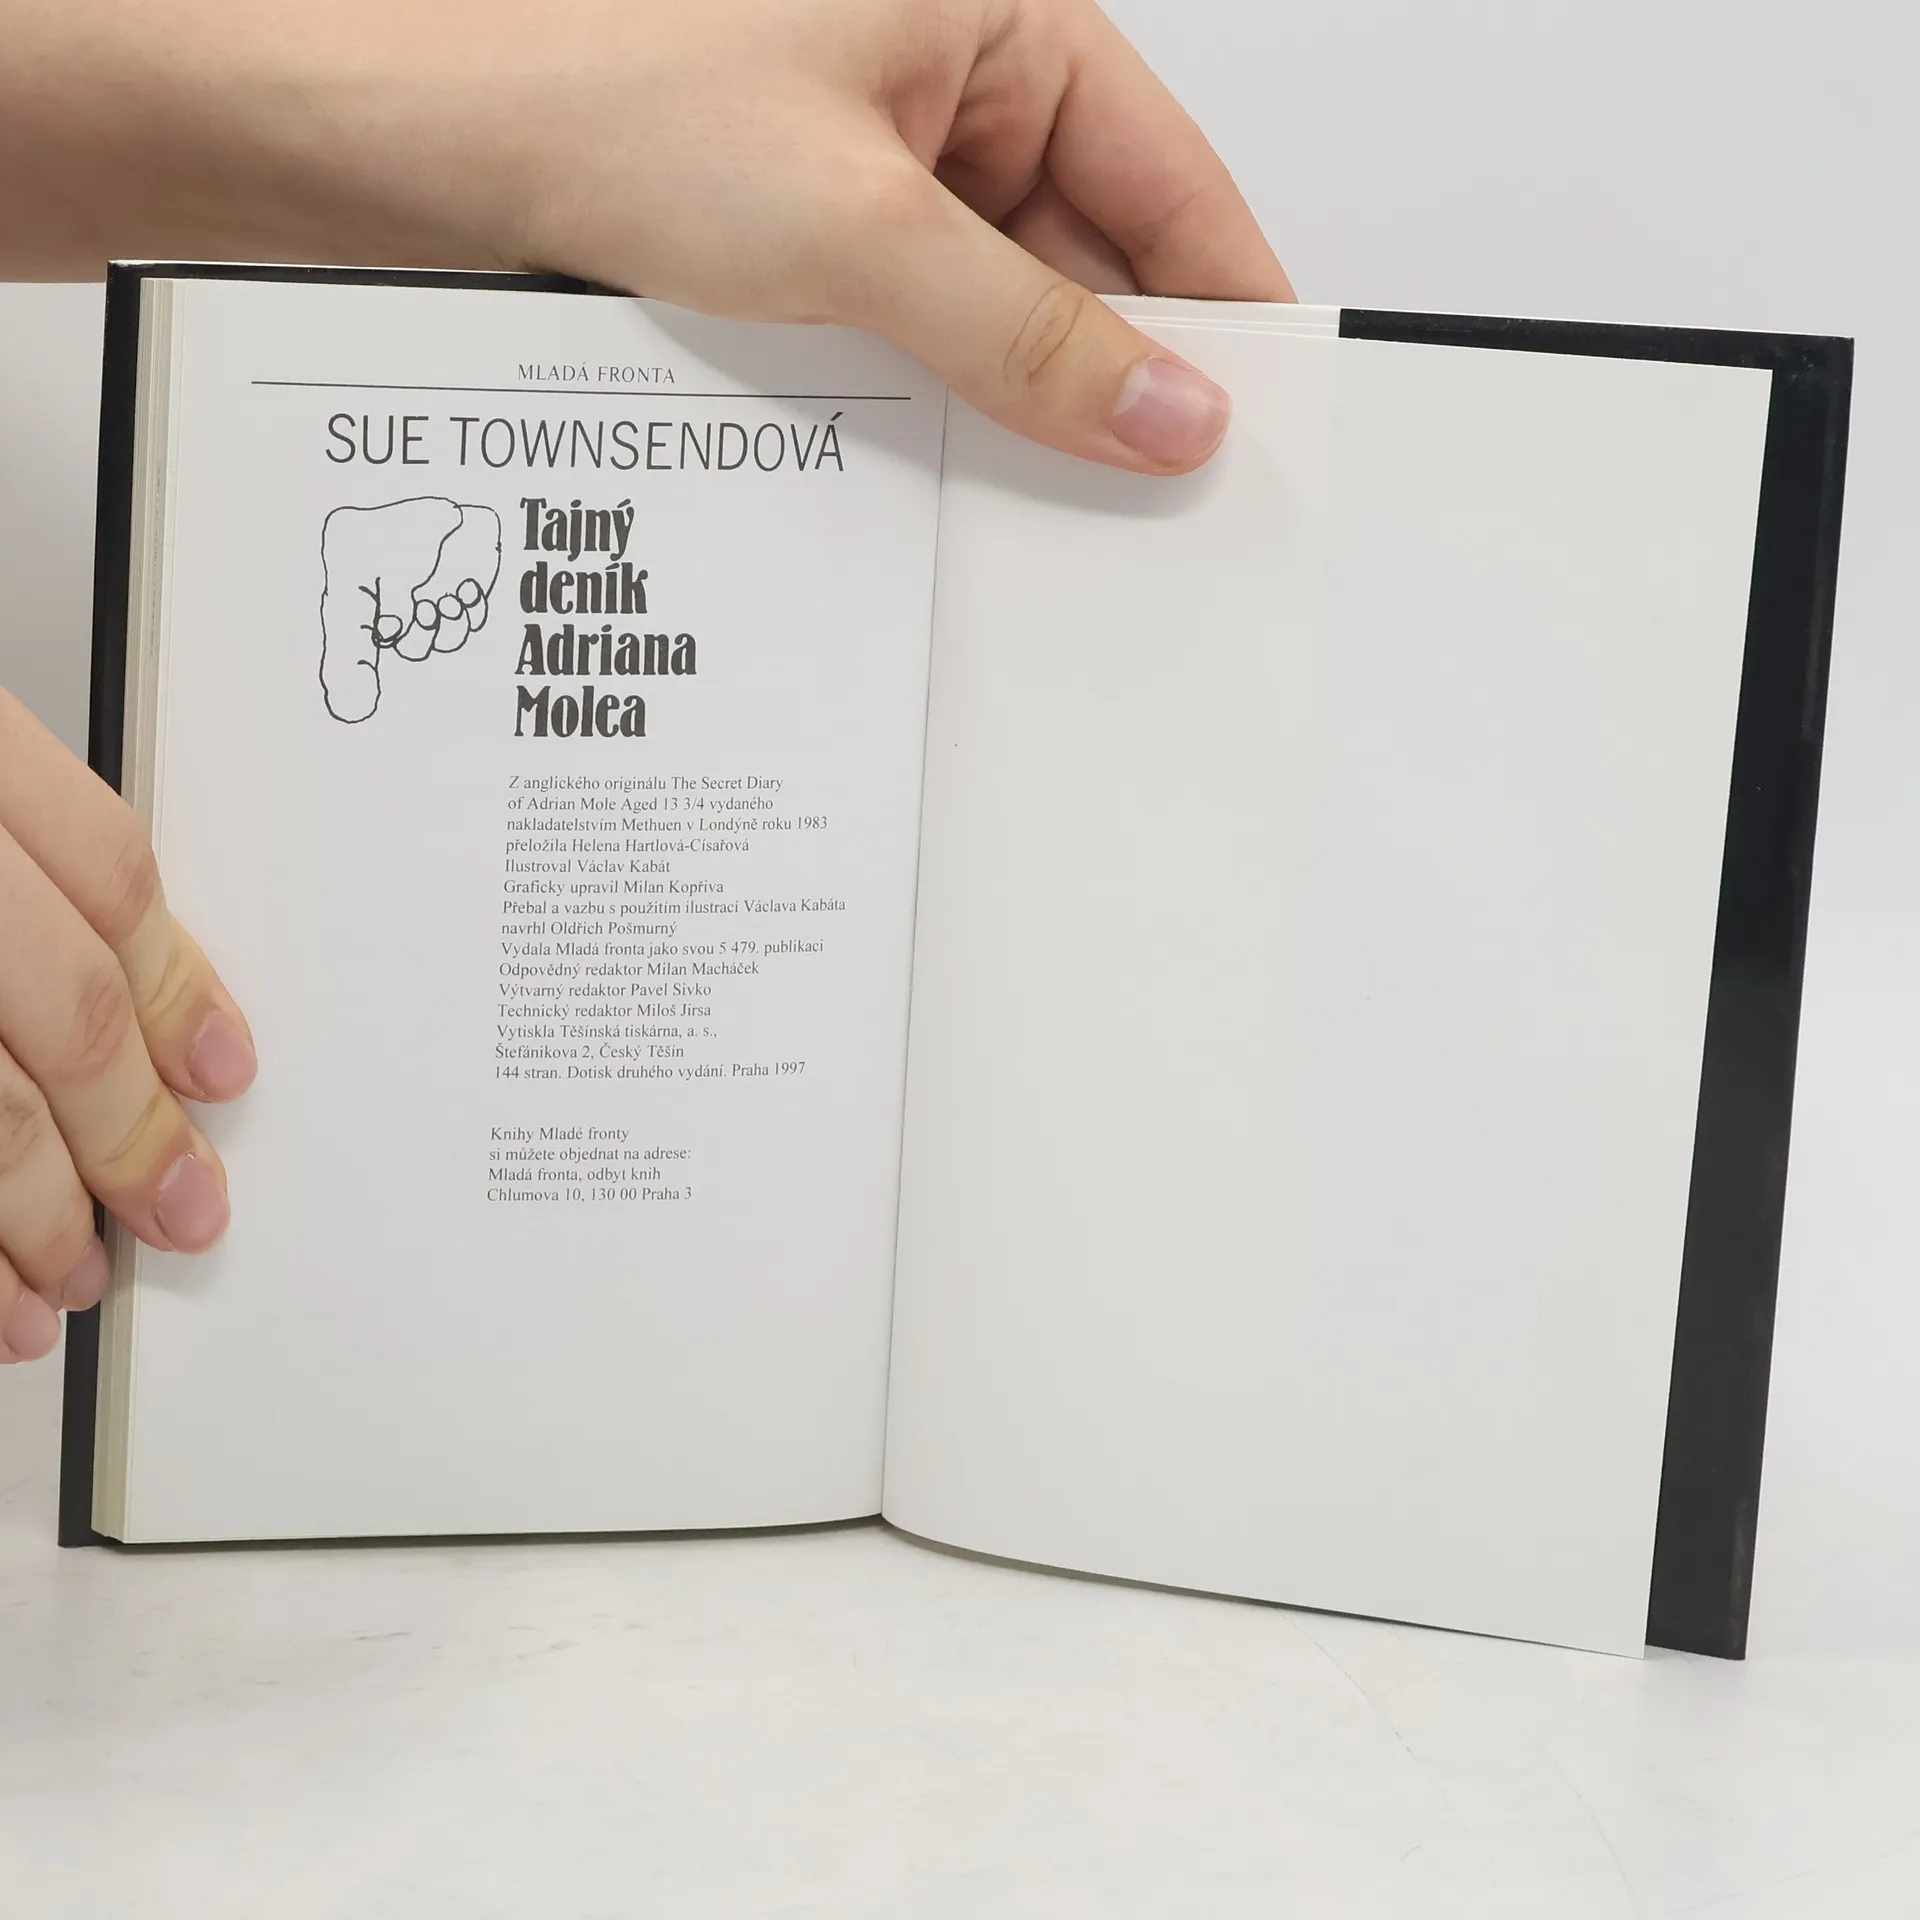 MLADÁ FRONTA
SUE TOWNSENDOVÁ
Tajný
deník
Adriana
Molea
Z anglického originálu The Secret Diary
of Adrian Mole Aged 13 3/4 vydaného
nakladatelstvím Methuen v Londýně roku 1983
přeložila Helena Hartlová-Císařová
Ilustroval Václav Kabát
Graficky upravil Milan Kopřiva
Přebal a vazbu s použitím ilustrací Václava Kabáta
navrhl Oldřich Pošmurný
Vydala Mladá fronta jako svou 5 479. publikaci
Odpovědný redaktor Milan Macháček
Výtvarný redaktor Pavel Sivko
Technický redaktor Miloš Jirsa
Vytiskla Těšínská tiskárna, a. s.,
Štefánikova 2, Český Těšín
144 stran. Dotisk druhého vydání. Praha 1997
Knihy Mladé fronty
si můžete objednat na adrese:
Mladá fronta, odbyt knih
Chlumova 10, 130 00 Praha 3